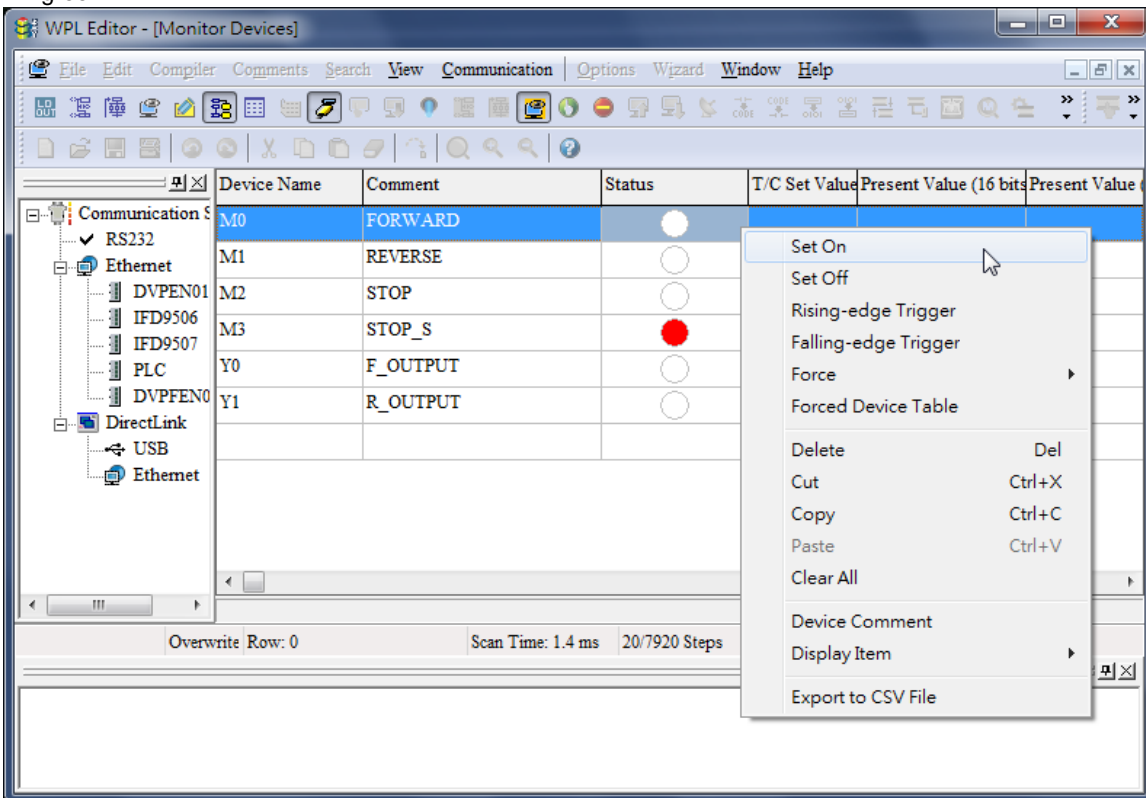 WPL Editor - [Monitor Devices]
File Edit Compiler Comments Search View Communication Options Wizard Window Help
Device Name Comment Status T/C Set Value Present Value (16 bits Present Value (
Communication S
RS232
Ethernet
DVPEN01
IFD9506
IFD9507
PLC
DVPFEN0
DirectLink
USB
Ethernet
M0 FORWARD
M1 REVERSE
M2 STOP
M3 STOP_S
Y0 F_OUTPUT
Y1 R_OUTPUT
Set On
Set Off
Rising-edge Trigger
Falling-edge Trigger
Force
Forced Device Table
Delete Del
Cut Ctrl+X
Copy Ctrl+C
Paste Ctrl+V
Clear All
Device Comment
Display Item
Export to CSV File
Overwrite Row: 0 Scan Time: 1.4 ms 20/7920 Steps